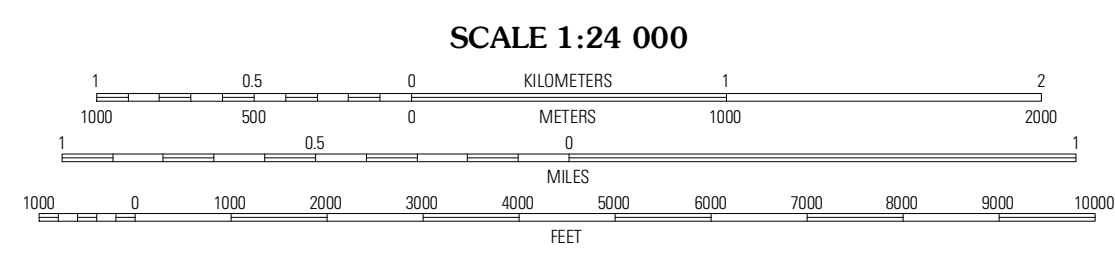 SCALE 1:24 000
1 0.5 0 KILOMETERS 1 2
1000 500 0 METERS 1000 2000
1 0.5 0 1
MILES
1000 0 1000 2000 3000 4000 5000 6000 7000 8000 9000 10000
FEET